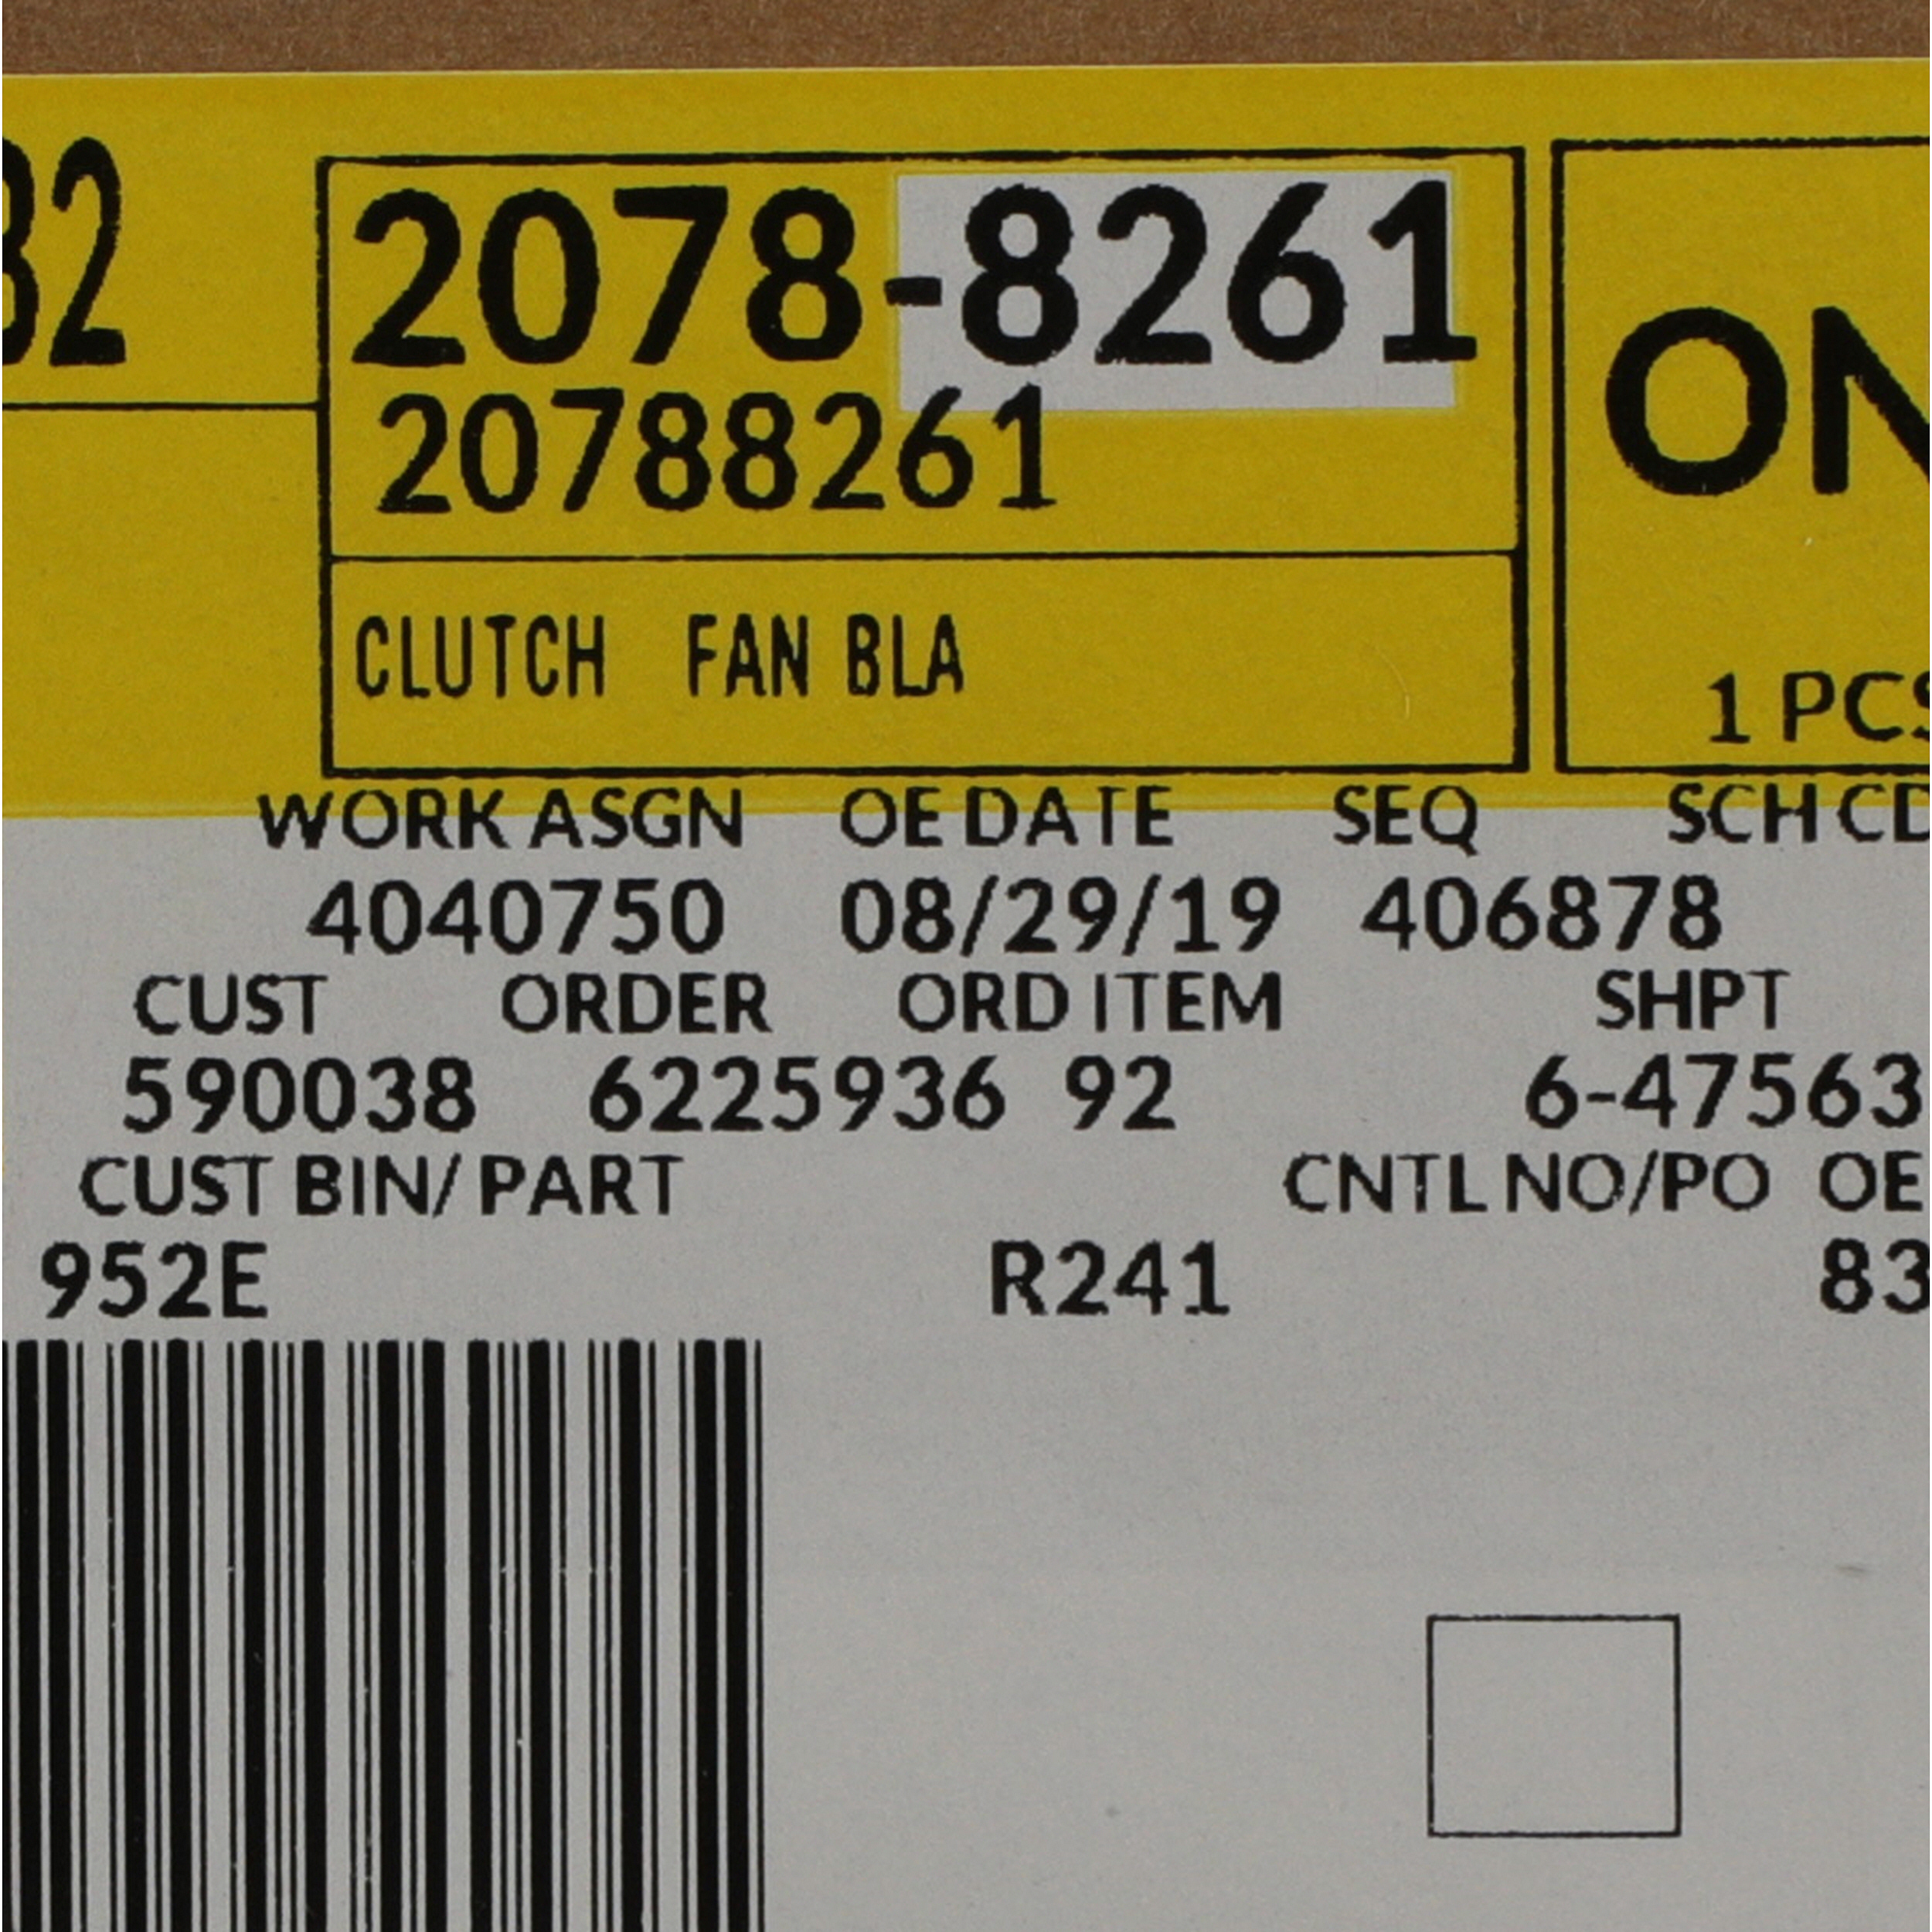 2078-8261
20788261
CLUTCH FAN BLA
1 PCS
WORK ASGN OE DATE SEQ SCH CD
4040750 08/29/19 406878
CUST ORDER ORD ITEM SHPT
590038 6225936 92 6-47563
CUST BIN/ PART CNTL NO/PO OE
952E R241 83